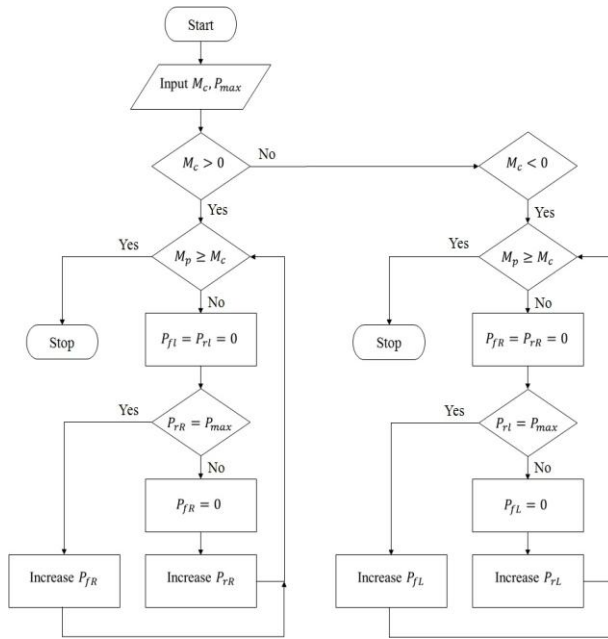 Start
Input M_c, P_max
M_c > 0
No
M_c < 0
Yes
Yes
Yes
M_p ≥ M_c
Yes
M_p ≥ M_c
No
No
Stop
P_fl = P_rl = 0
Stop
P_fR = P_rR = 0
Yes
P_rR = P_max
Yes
P_rl = P_max
No
No
P_fR = 0
P_fL = 0
Increase P_fR
Increase P_rR
Increase P_fL
Increase P_rL